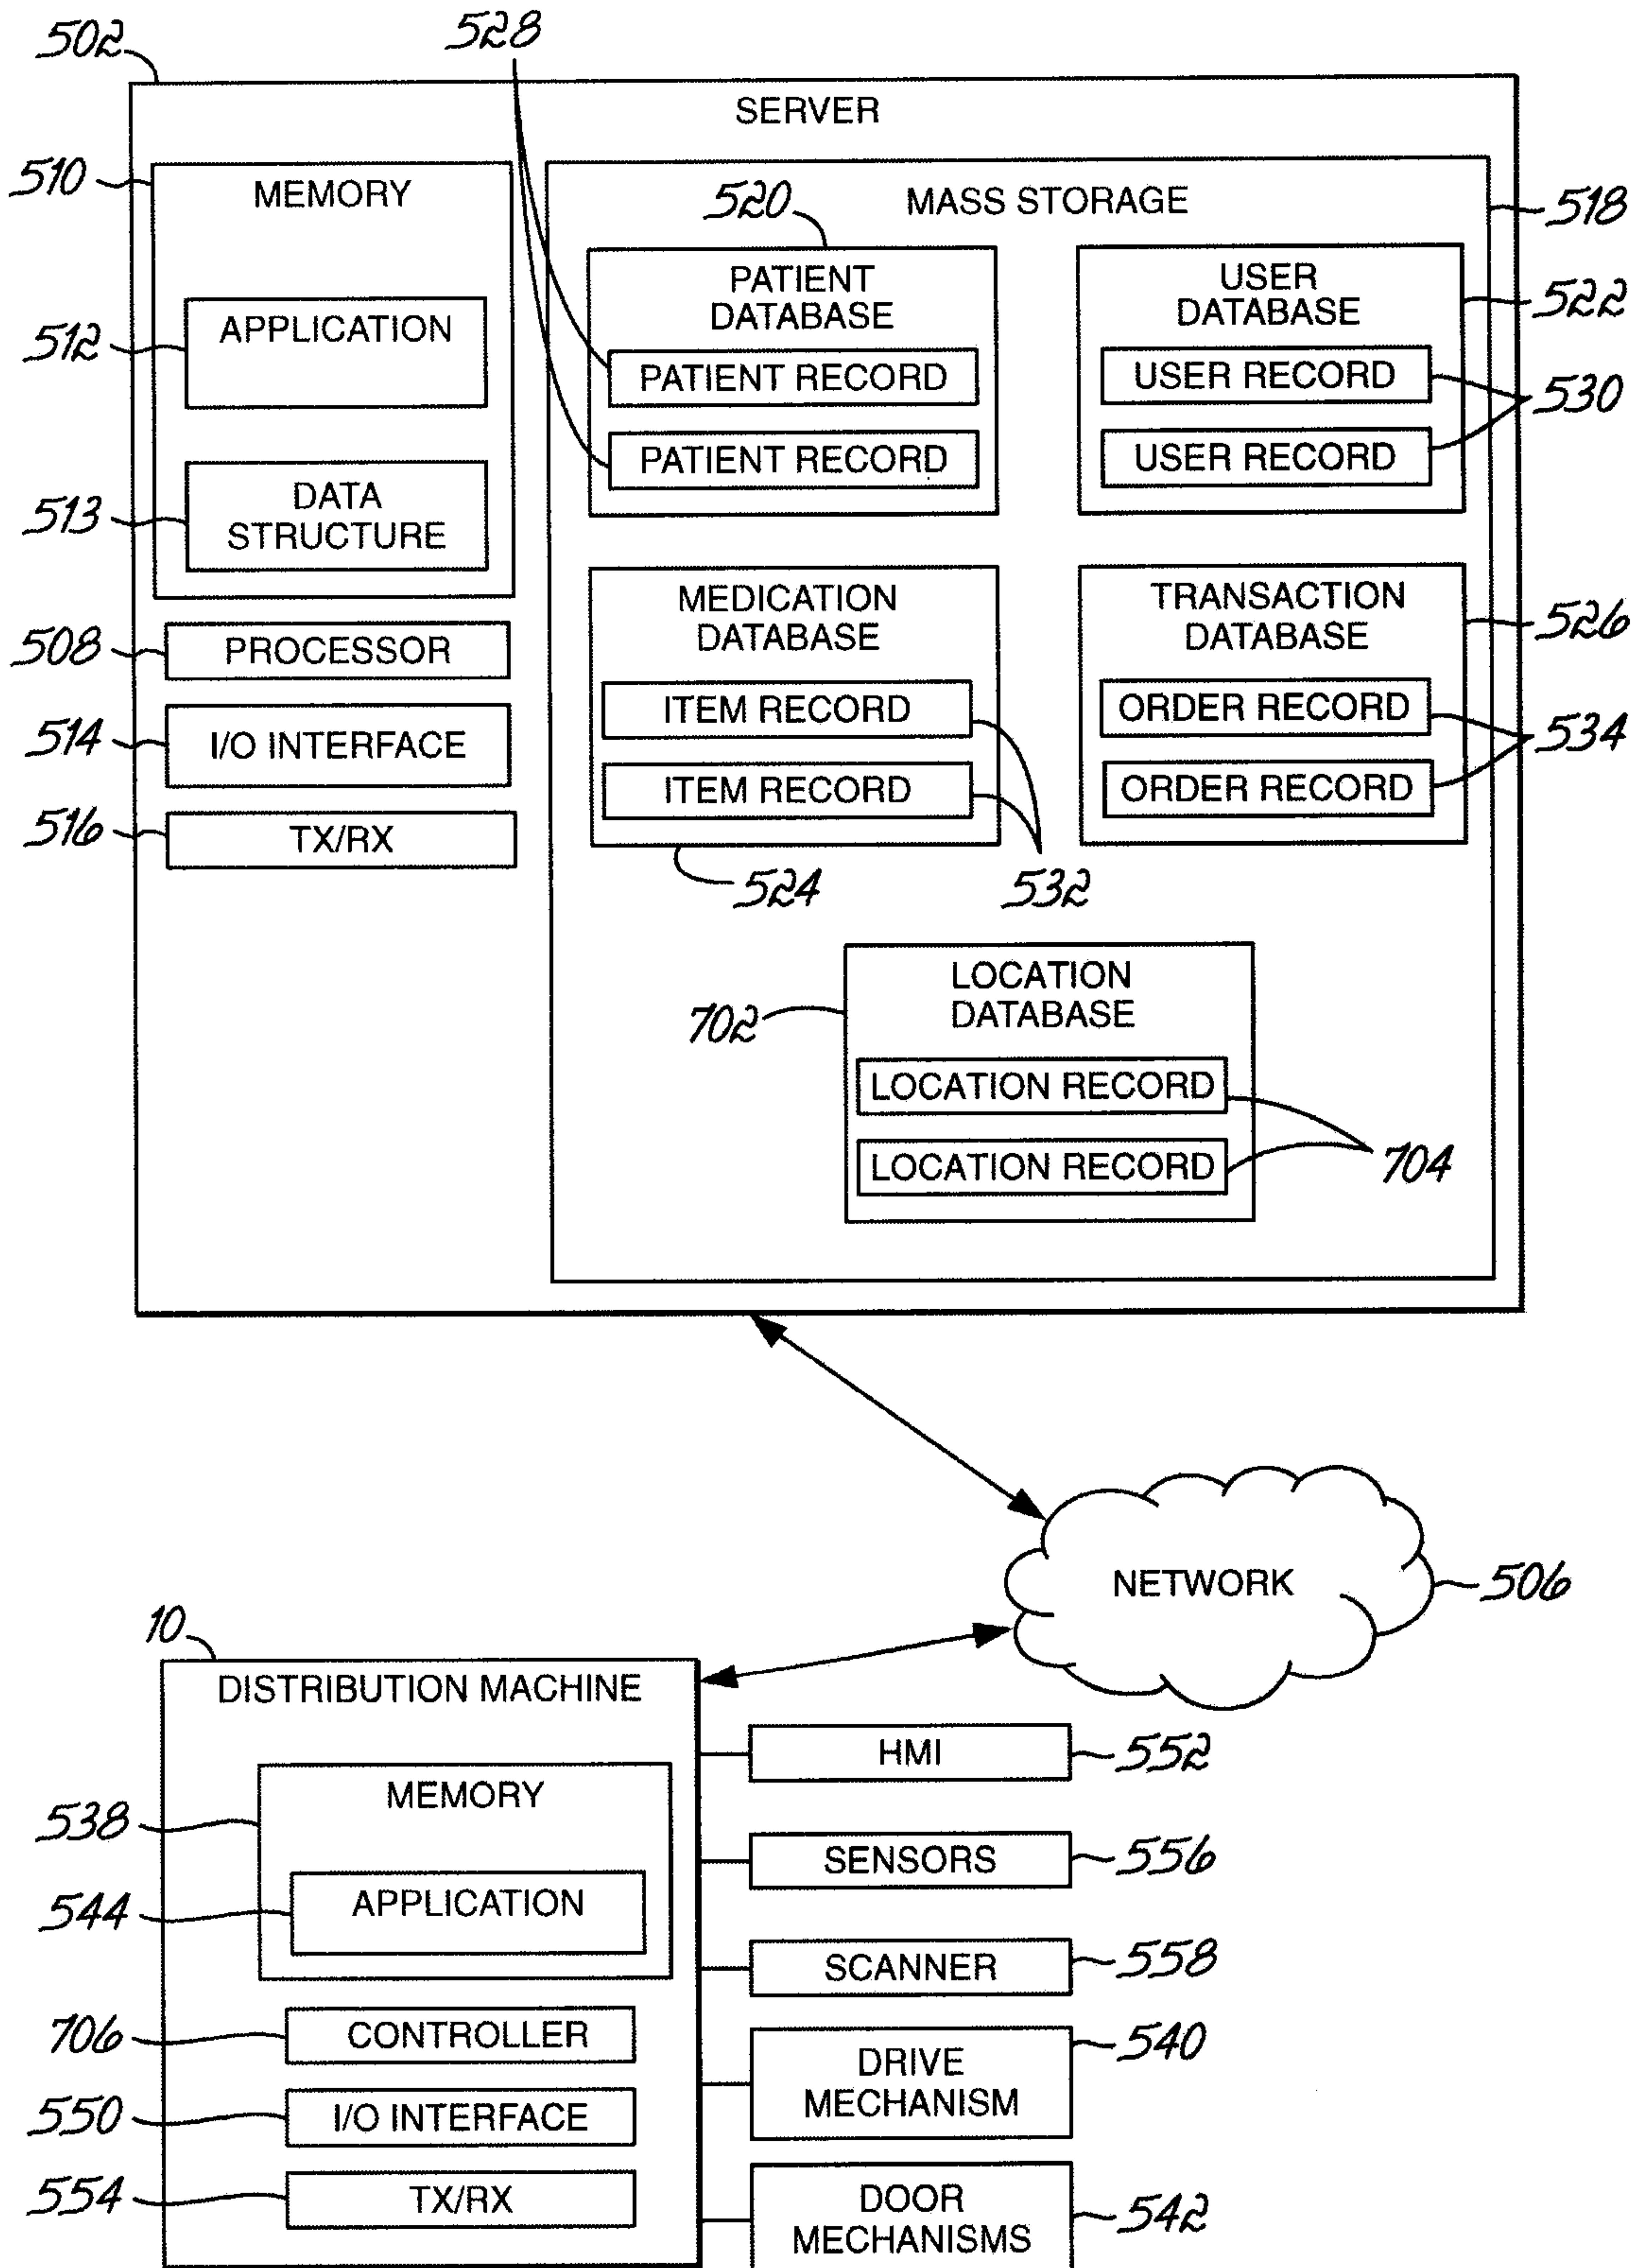 502
528
SERVER
510
MEMORY
520
MASS STORAGE
518
PATIENT
DATABASE
USER
DATABASE
522
512
APPLICATION
PATIENT RECORD
USER RECORD
530
PATIENT RECORD
USER RECORD
513
DATA
STRUCTURE
MEDICATION
DATABASE
TRANSACTION
DATABASE
526
508
PROCESSOR
ITEM RECORD
ORDER RECORD
514
I/O INTERFACE
534
ITEM RECORD
ORDER RECORD
516
TX/RX
524
532
LOCATION
DATABASE
702
LOCATION RECORD
LOCATION RECORD
704
NETWORK
506
10
DISTRIBUTION MACHINE
HMI
552
MEMORY
538
SENSORS
556
544
APPLICATION
SCANNER
558
706
CONTROLLER
DRIVE
MECHANISM
540
550
I/O INTERFACE
554
TX/RX
DOOR
MECHANISMS
542